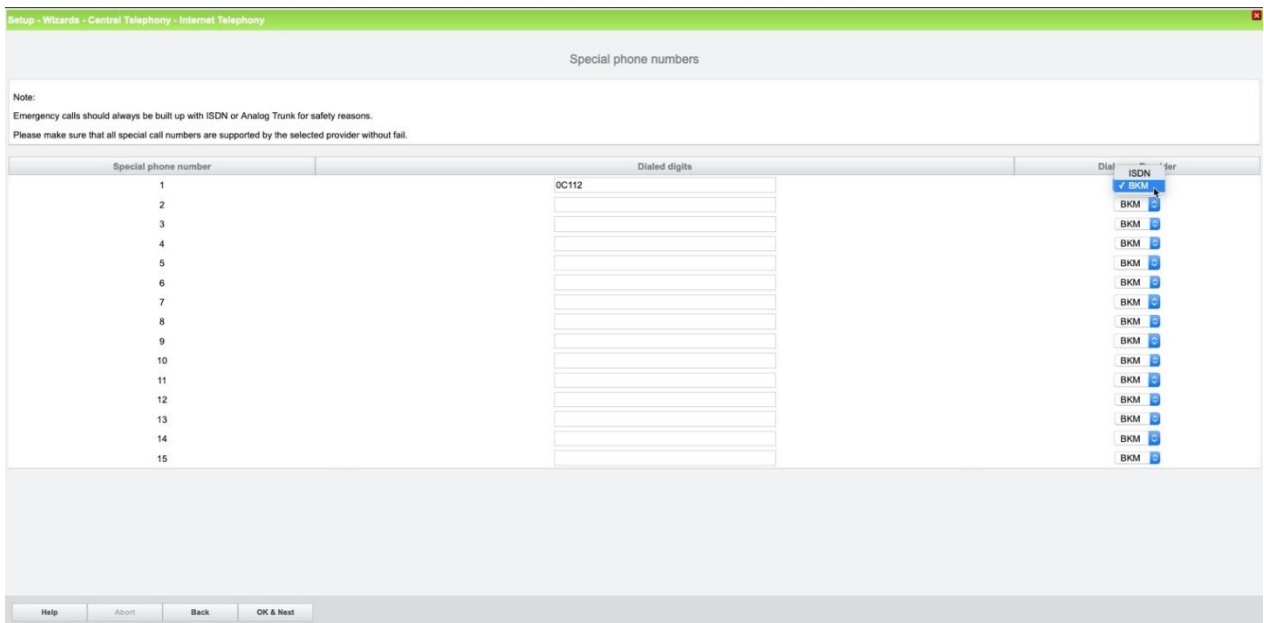 Setup - Wizards - Central Telephony - Internet Telephony
Special phone numbers
Note:
Emergency calls should always be built up with ISDN or Analog Trunk for safety reasons.
Please make sure that all special call numbers are supported by the selected provider without fail.
Special phone number Dialed digits
ISDN
1 0C112 ✓ BKM
2 BKM
3 BKM
4 BKM
5 BKM
6 BKM
7 BKM
8 BKM
9 BKM
10 BKM
11 BKM
12 BKM
13 BKM
14 BKM
15 BKM
Help Abort Back OK & Next